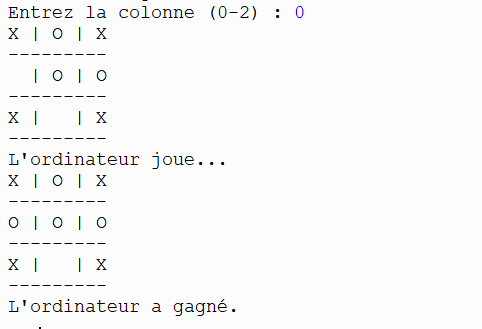 Entrez la colonne (0-2) : 0
X | O | X
---------
  | O | O
---------
X |   | X
---------
L'ordinateur joue...
X | O | X
---------
O | O | O
---------
X |   | X
---------
L'ordinateur a gagné.